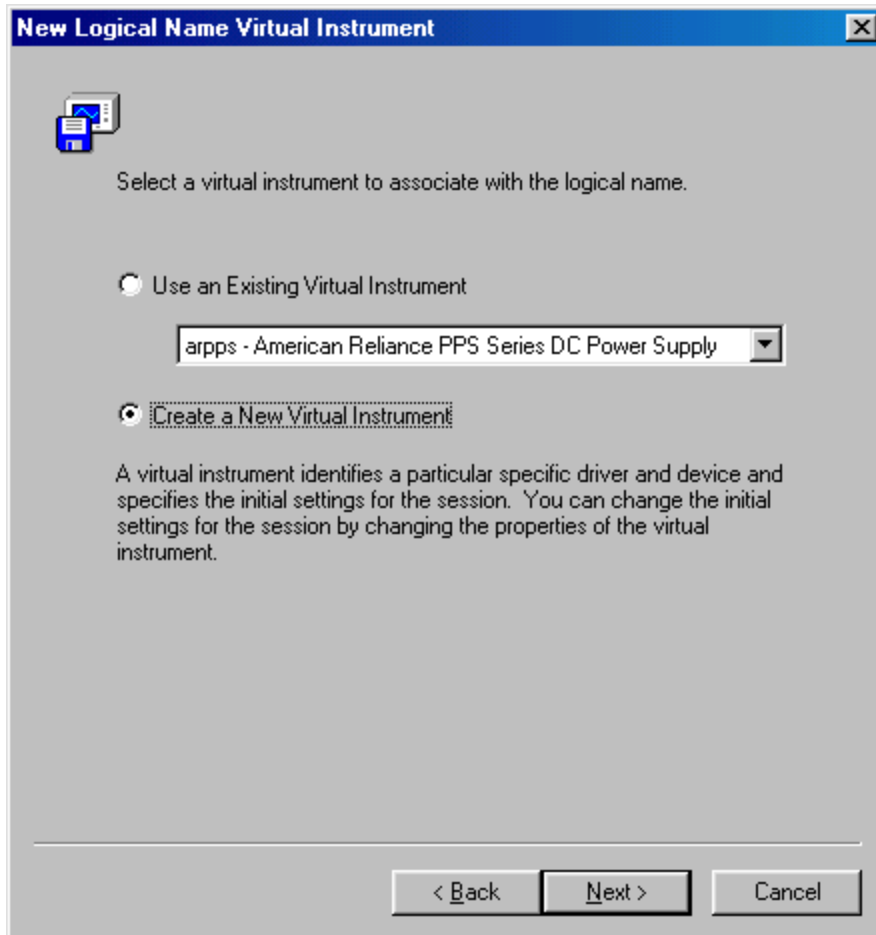 New Logical Name Virtual Instrument
Select a virtual instrument to associate with the logical name.
Use an Existing Virtual Instrument
arpps - American Reliance PPS Series DC Power Supply
Create a New Virtual Instrument
A virtual instrument identifies a particular specific driver and device and
specifies the initial settings for the session.  You can change the initial
settings for the session by changing the properties of the virtual
instrument.
< Back Next > Cancel